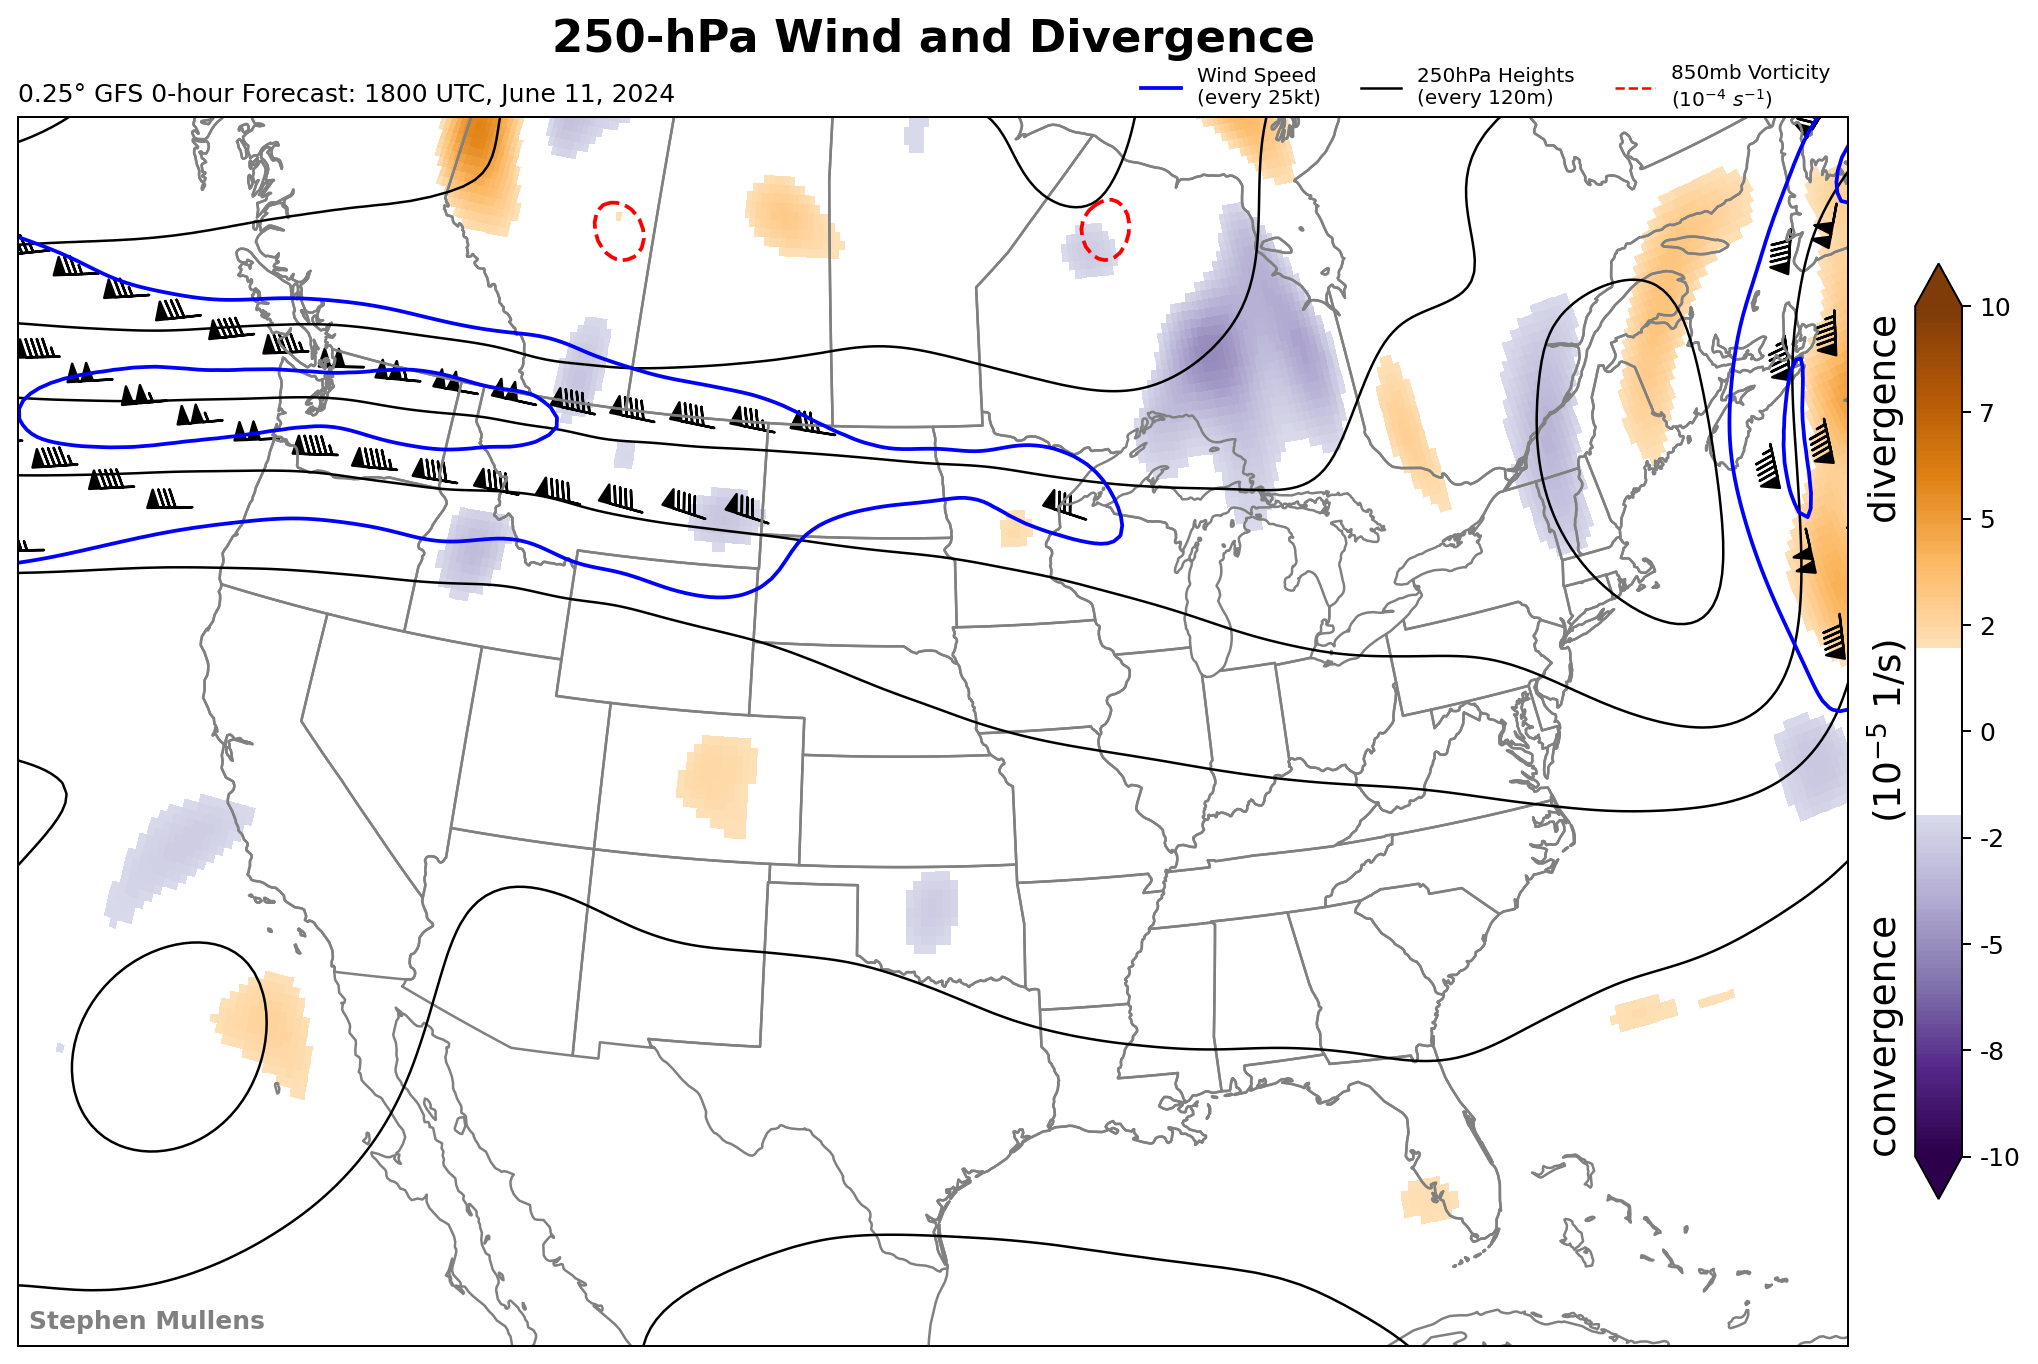 250-hPa Wind and Divergence
0.25° GFS 0-hour Forecast: 1800 UTC, June 11, 2024
Wind Speed
(every 25kt)
250hPa Heights
(every 120m)
850mb Vorticity
(10⁻⁴ s⁻¹)
10
7
5
2
0
-2
-5
-8
-10
convergence (10⁻⁵ 1/s) divergence
Stephen Mullens